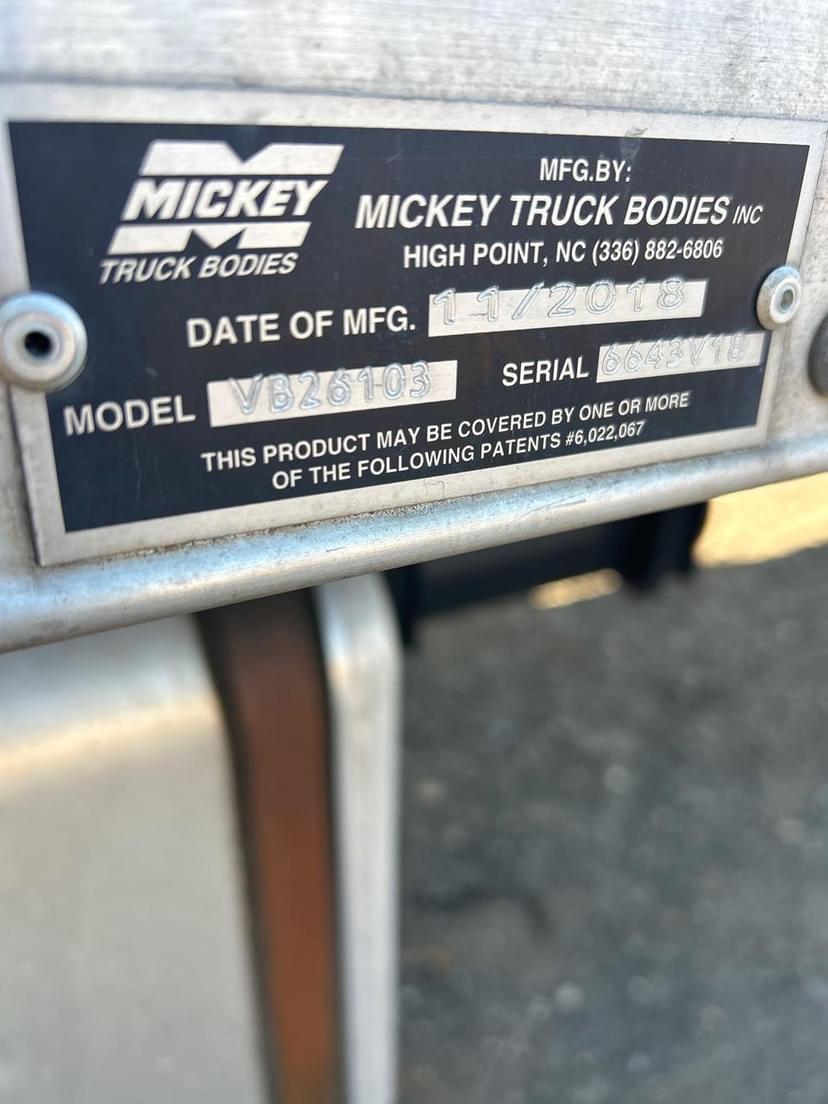 MICKEY
TRUCK BODIES
MFG.BY:
MICKEY TRUCK BODIES INC
HIGH POINT, NC (336) 882-6806
DATE OF MFG. 11/2018
MODEL VB26103 SERIAL 6643V18
THIS PRODUCT MAY BE COVERED BY ONE OR MORE
OF THE FOLLOWING PATENTS #6,022,067